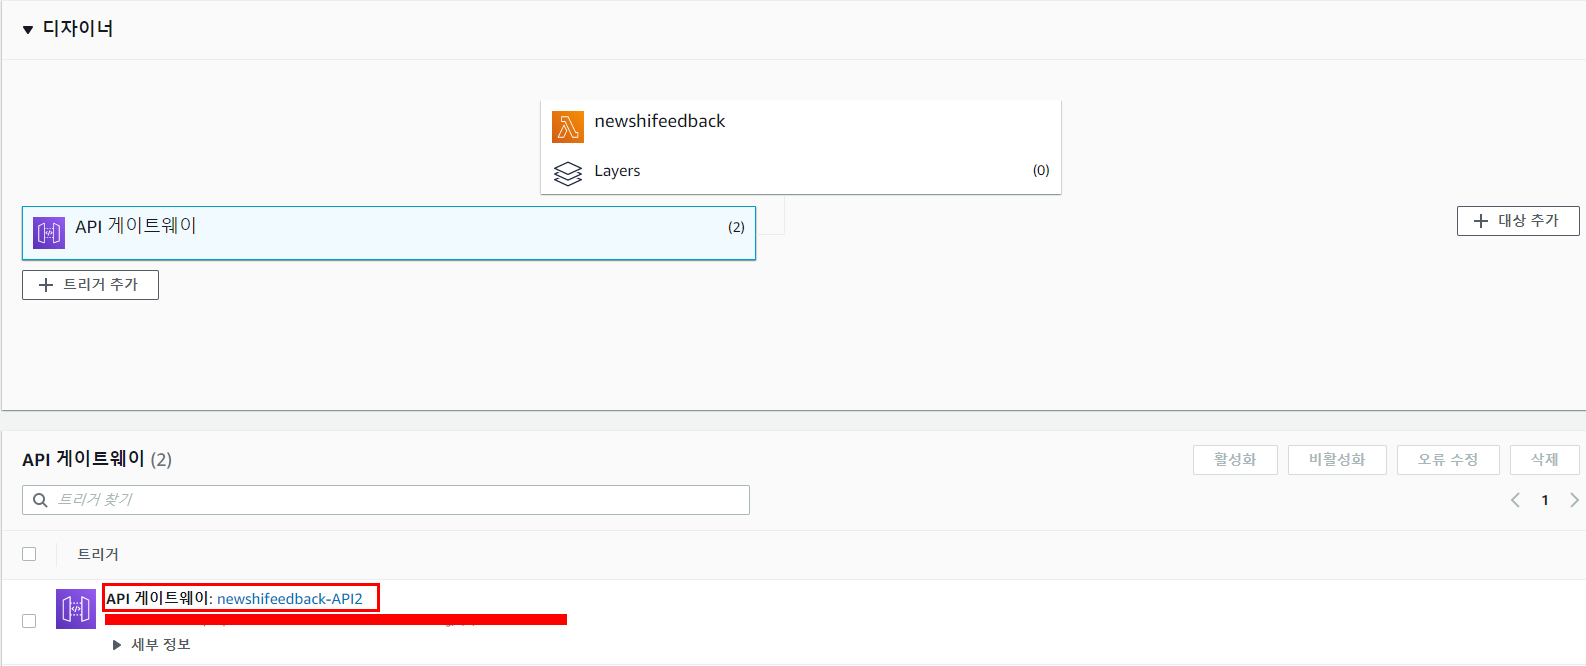 ▼ 디자이너
newshifeedback
Layers (0)
API 게이트웨이 (2)
+ 대상 추가
+ 트리거 추가
API 게이트웨이 (2)
활성화 비활성화 오류 수정 삭제
트리거 찾기
< 1 >
트리거
API 게이트웨이: newshifeedback-API2
▶ 세부 정보